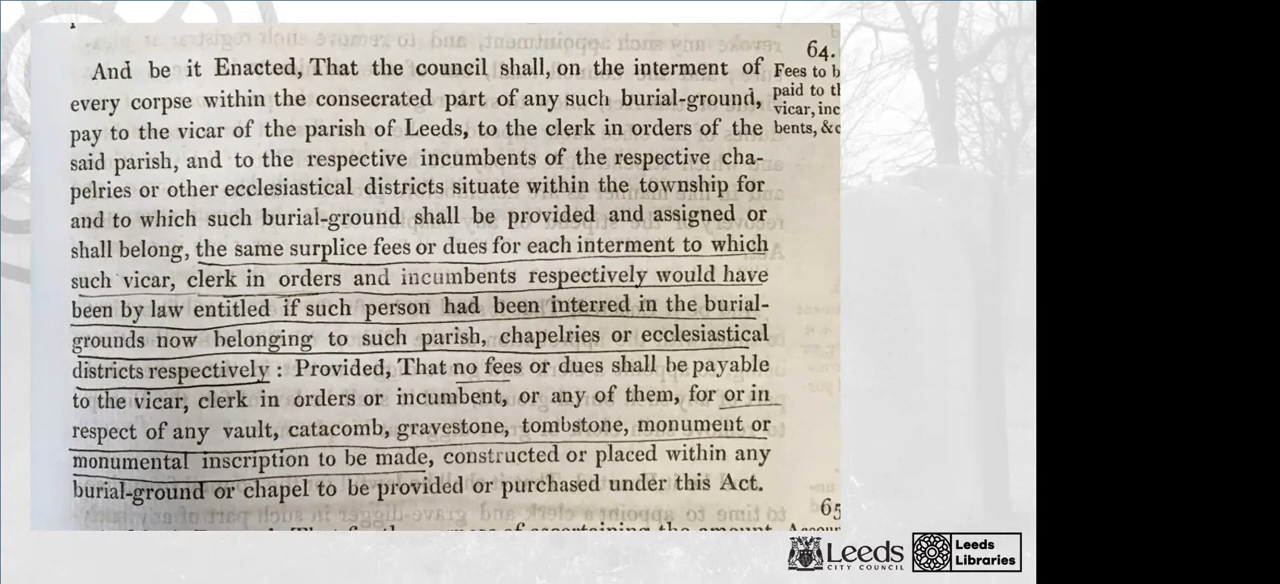 64.
And be it Enacted, That the council shall, on the interment of
every corpse within the consecrated part of any such burial-ground,
pay to the vicar of the parish of Leeds, to the clerk in orders of the
said parish, and to the respective incumbents of the respective cha-
pelries or other ecclesiastical districts situate within the township for
and to which such burial-ground shall be provided and assigned or
shall belong, the same surplice fees or dues for each interment to which
such vicar, clerk in orders and incumbents respectively would have
been by law entitled if such person had been interred in the burial-
grounds now belonging to such parish, chapelries or ecclesiastical
districts respectively : Provided, That no fees or dues shall be payable
to the vicar, clerk in orders or incumbent, or any of them, for or in
respect of any vault, catacomb, gravestone, tombstone, monument or
monumental inscription to be made, constructed or placed within any
burial-ground or chapel to be provided or purchased under this Act.
Fees to b
paid to t
vicar, inc
bents, &c
65
Leeds
CITY COUNCIL
Leeds
Libraries